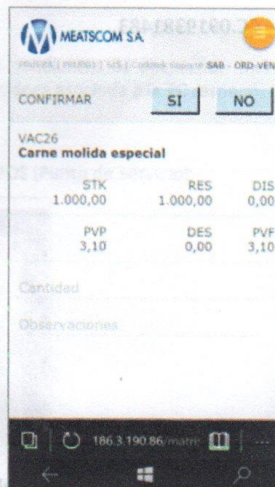 MEATSCOM S.A.
SAB - ORD-VEN
CONFIRMAR SI NO
VAC26
Carne molida especial
STK RES DIS
1.000,00 1.000,00 0,00
PVP DES PVF
3,10 0,00 3,10
Cantidad
Observaciones
186.3.190.86/matri